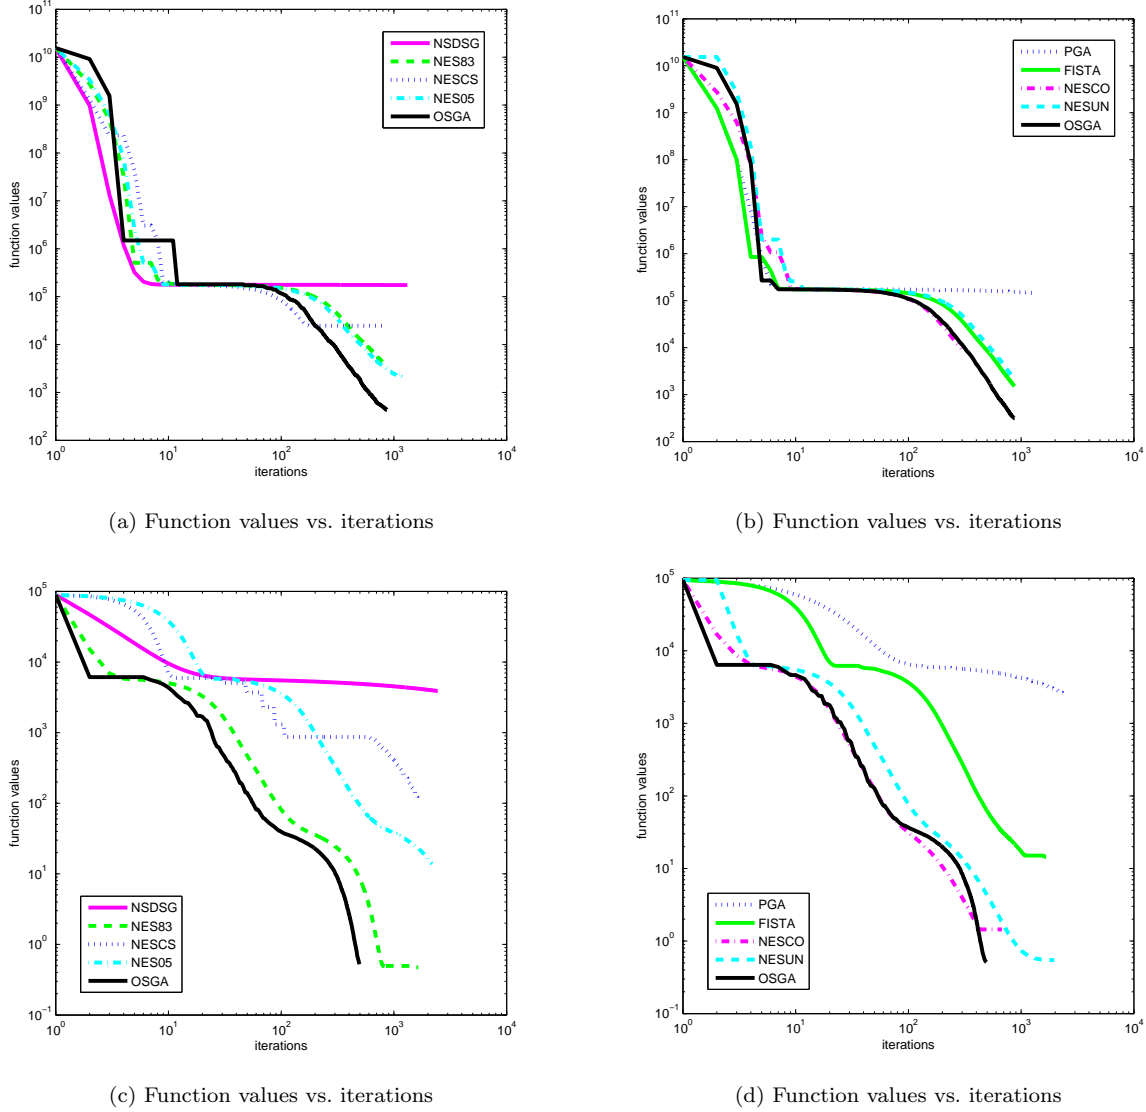 10^11
10^10
10^9
10^8
10^7
10^6
10^5
10^4
10^3
10^2
function values
NSDSG
NES83
NESCS
NES05
OSGA
10^0 10^1 10^2 10^3 10^4
iterations
(a) Function values vs. iterations
10^11
10^10
10^9
10^8
10^7
10^6
10^5
10^4
10^3
10^2
function values
PGA
FISTA
NESCO
NESUN
OSGA
10^0 10^1 10^2 10^3 10^4
iterations
(b) Function values vs. iterations
10^5
10^4
10^3
10^2
10^1
10^0
10^−1
function values
NSDSG
NES83
NESCS
NES05
OSGA
10^0 10^1 10^2 10^3 10^4
iterations
(c) Function values vs. iterations
10^5
10^4
10^3
10^2
10^1
10^0
10^−1
function values
PGA
FISTA
NESCO
NESUN
OSGA
10^0 10^1 10^2 10^3 10^4
iterations
(d) Function values vs. iterations